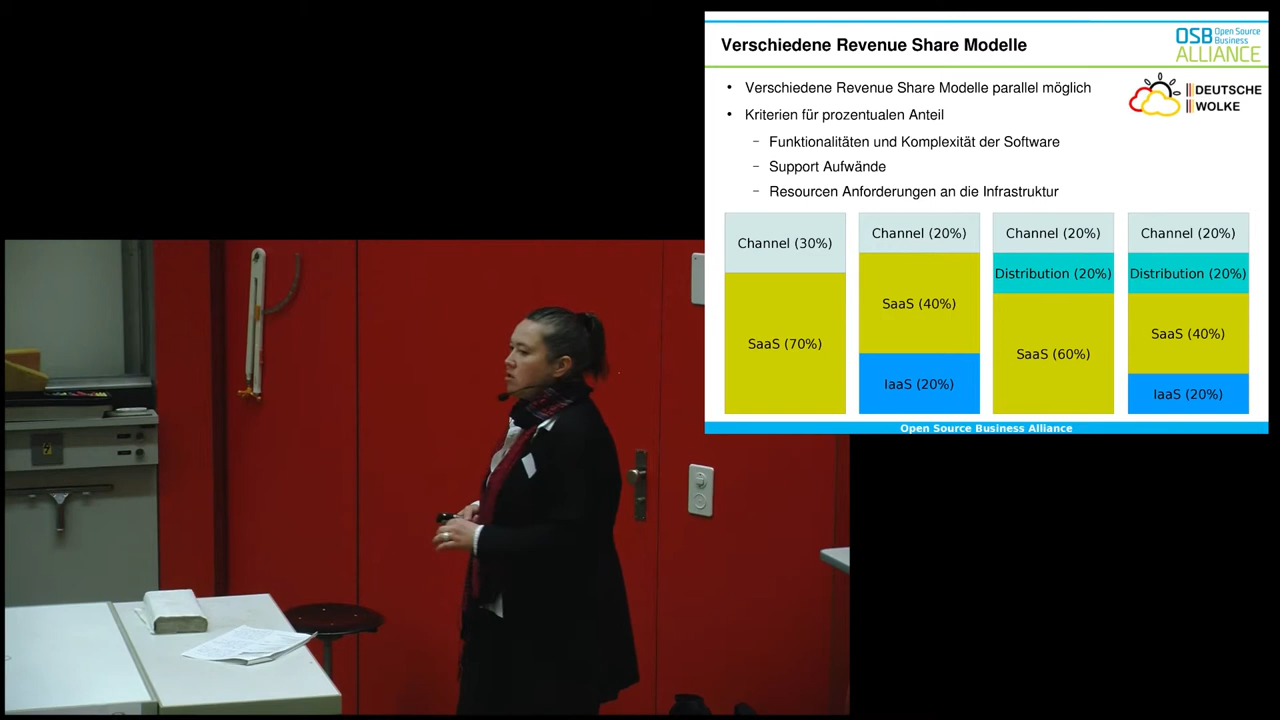 Verschiedene Revenue Share Modelle
OSB Open Source
Business
ALLIANCE
• Verschiedene Revenue Share Modelle parallel möglich
DEUTSCHE
WOLKE
• Kriterien für prozentualen Anteil
– Funktionalitäten und Komplexität der Software
– Support Aufwände
– Resourcen Anforderungen an die Infrastruktur
Channel (30%)
SaaS (70%)
Channel (20%)
SaaS (40%)
IaaS (20%)
Channel (20%)
Distribution (20%)
SaaS (60%)
Channel (20%)
Distribution (20%)
SaaS (40%)
IaaS (20%)
Open Source Business Alliance